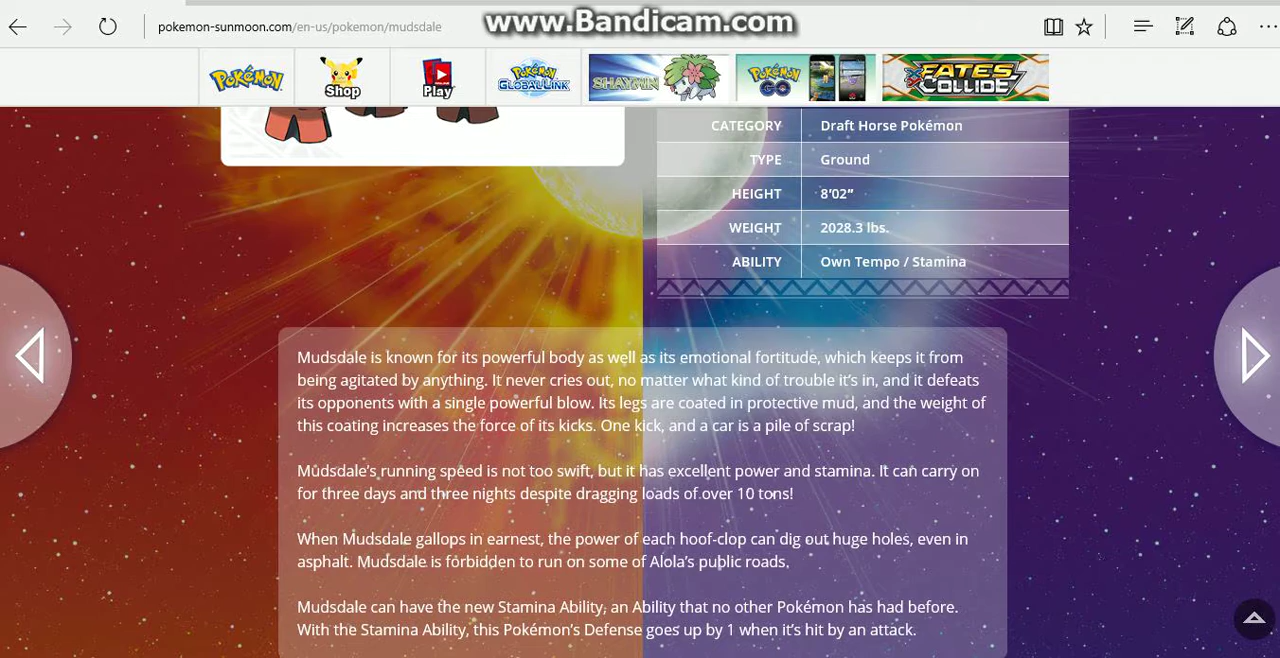 www.Bandicam.com
pokemon-sunmoon.com/en-us/pokemon/mudsdale
Pokémon
Shop
Play
Pokémon
GLOBAL LINK
SHAYMIN
POKÉMON
GO
FATES
COLLIDE
CATEGORY Draft Horse Pokémon
TYPE Ground
HEIGHT 8'02"
WEIGHT 2028.3 lbs.
ABILITY Own Tempo / Stamina
Mudsdale is known for its powerful body as well as its emotional fortitude, which keeps it from
being agitated by anything. It never cries out, no matter what kind of trouble it's in, and it defeats
its opponents with a single powerful blow. Its legs are coated in protective mud, and the weight of
this coating increases the force of its kicks. One kick, and a car is a pile of scrap!
Mudsdale's running speed is not too swift, but it has excellent power and stamina. It can carry on
for three days and three nights despite dragging loads of over 10 tons!
When Mudsdale gallops in earnest, the power of each hoof-clop can dig out huge holes, even in
asphalt. Mudsdale is forbidden to run on some of Alola's public roads.
Mudsdale can have the new Stamina Ability, an Ability that no other Pokémon has had before.
With the Stamina Ability, this Pokémon's Defense goes up by 1 when it's hit by an attack.